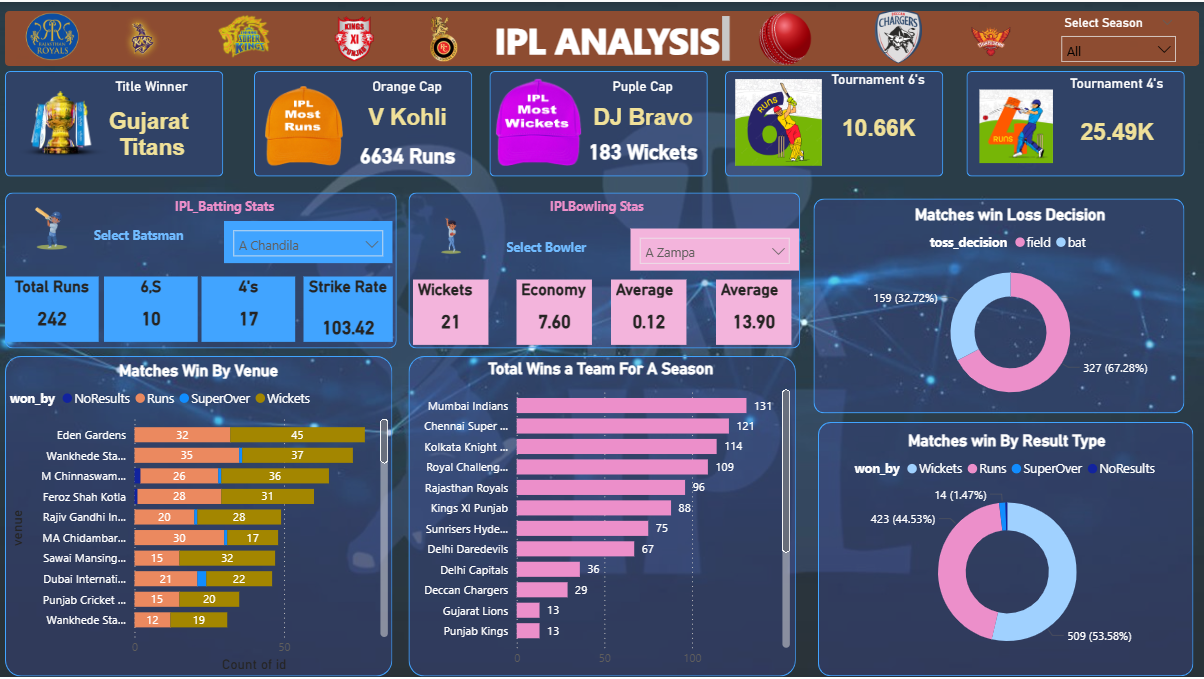 RAJASTHAN
ROYALS
KKR
CHENNAI
SUPER
KINGS
KINGS
XI
PUNJAB
IPL ANALYSIS
CHARGERS
SUNRISERS
Select Season
All
Title Winner
Gujarat
Titans
IPL
Most
Runs
Orange Cap
V Kohli
6634 Runs
IPL
Most
Wickets
Puple Cap
DJ Bravo
183 Wickets
6
RUNS
Tournament 6's
10.66K
4
RUNS
Tournament 4's
25.49K
IPL_Batting Stats
Select Batsman
A Chandila
Total Runs
242
6,S
10
4's
17
Strike Rate
103.42
IPLBowling Stas
Select Bowler
A Zampa
Wickets
21
Economy
7.60
Average
0.12
Average
13.90
Matches win Loss Decision
toss_decision field bat
159 (32.72%)
327 (67.28%)
Matches Win By Venue
won_by NoResults Runs SuperOver Wickets
venue
Eden Gardens 32 45
Wankhede Sta... 35 37
M Chinnaswam... 26 36
Feroz Shah Kotla 28 31
Rajiv Gandhi In... 20 28
MA Chidambar... 30 17
Sawai Mansing... 15 32
Dubai Internati... 21 22
Punjab Cricket ... 15 20
Wankhede Sta... 12 19
0 50
Count of id
Total Wins a Team For A Season
Mumbai Indians 131
Chennai Super ... 121
Kolkata Knight ... 114
Royal Challeng... 109
Rajasthan Royals 96
Kings XI Punjab 88
Sunrisers Hyde... 75
Delhi Daredevils 67
Delhi Capitals 36
Deccan Chargers 29
Gujarat Lions 13
Punjab Kings 13
0 50 100
Matches win By Result Type
won_by Wickets Runs SuperOver NoResults
14 (1.47%)
423 (44.53%)
509 (53.58%)
IPL